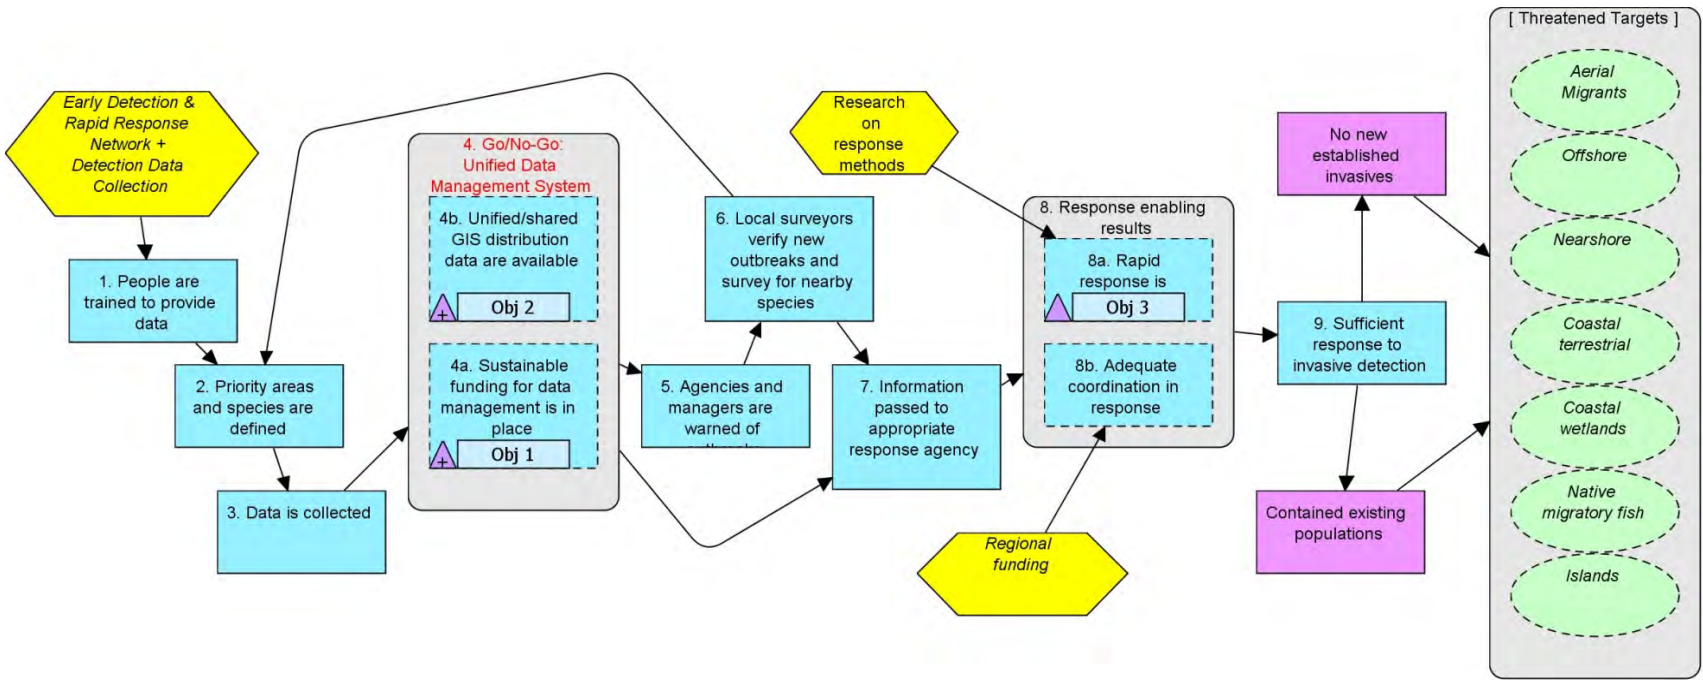 [ Threatened Targets ]
Early Detection &
Rapid Response
Network +
Detection Data
Collection
1. People are
trained to provide
data
2. Priority areas
and species are
defined
3. Data is collected
4. Go/No-Go:
Unified Data
Management System
4b. Unified/shared
GIS distribution
data are available
+
Obj 2
4a. Sustainable
funding for data
management is in
place
+
Obj 1
5. Agencies and
managers are
warned of
6. Local surveyors
verify new
outbreaks and
survey for nearby
species
7. Information
passed to
appropriate
response agency
Research
on
response
methods
8. Response enabling
results
8a. Rapid
response is
Obj 3
8b. Adequate
coordination in
response
Regional
funding
9. Sufficient
response to
invasive detection
No new
established
invasives
Contained existing
populations
Aerial
Migrants
Offshore
Nearshore
Coastal
terrestrial
Coastal
wetlands
Native
migratory fish
Islands